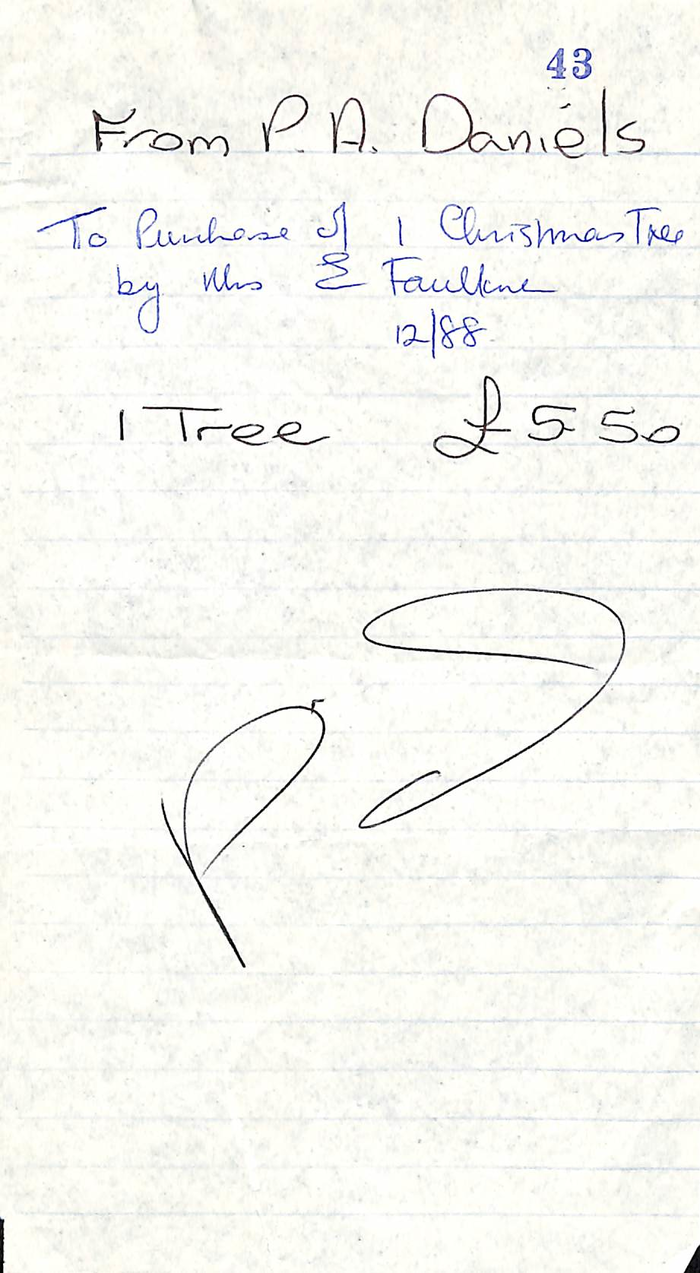 43
From P. A. Daniels
To Purchase of 1 Christmas Tree
by Mrs E Faulkner
12/88
1 Tree £5 50
P D